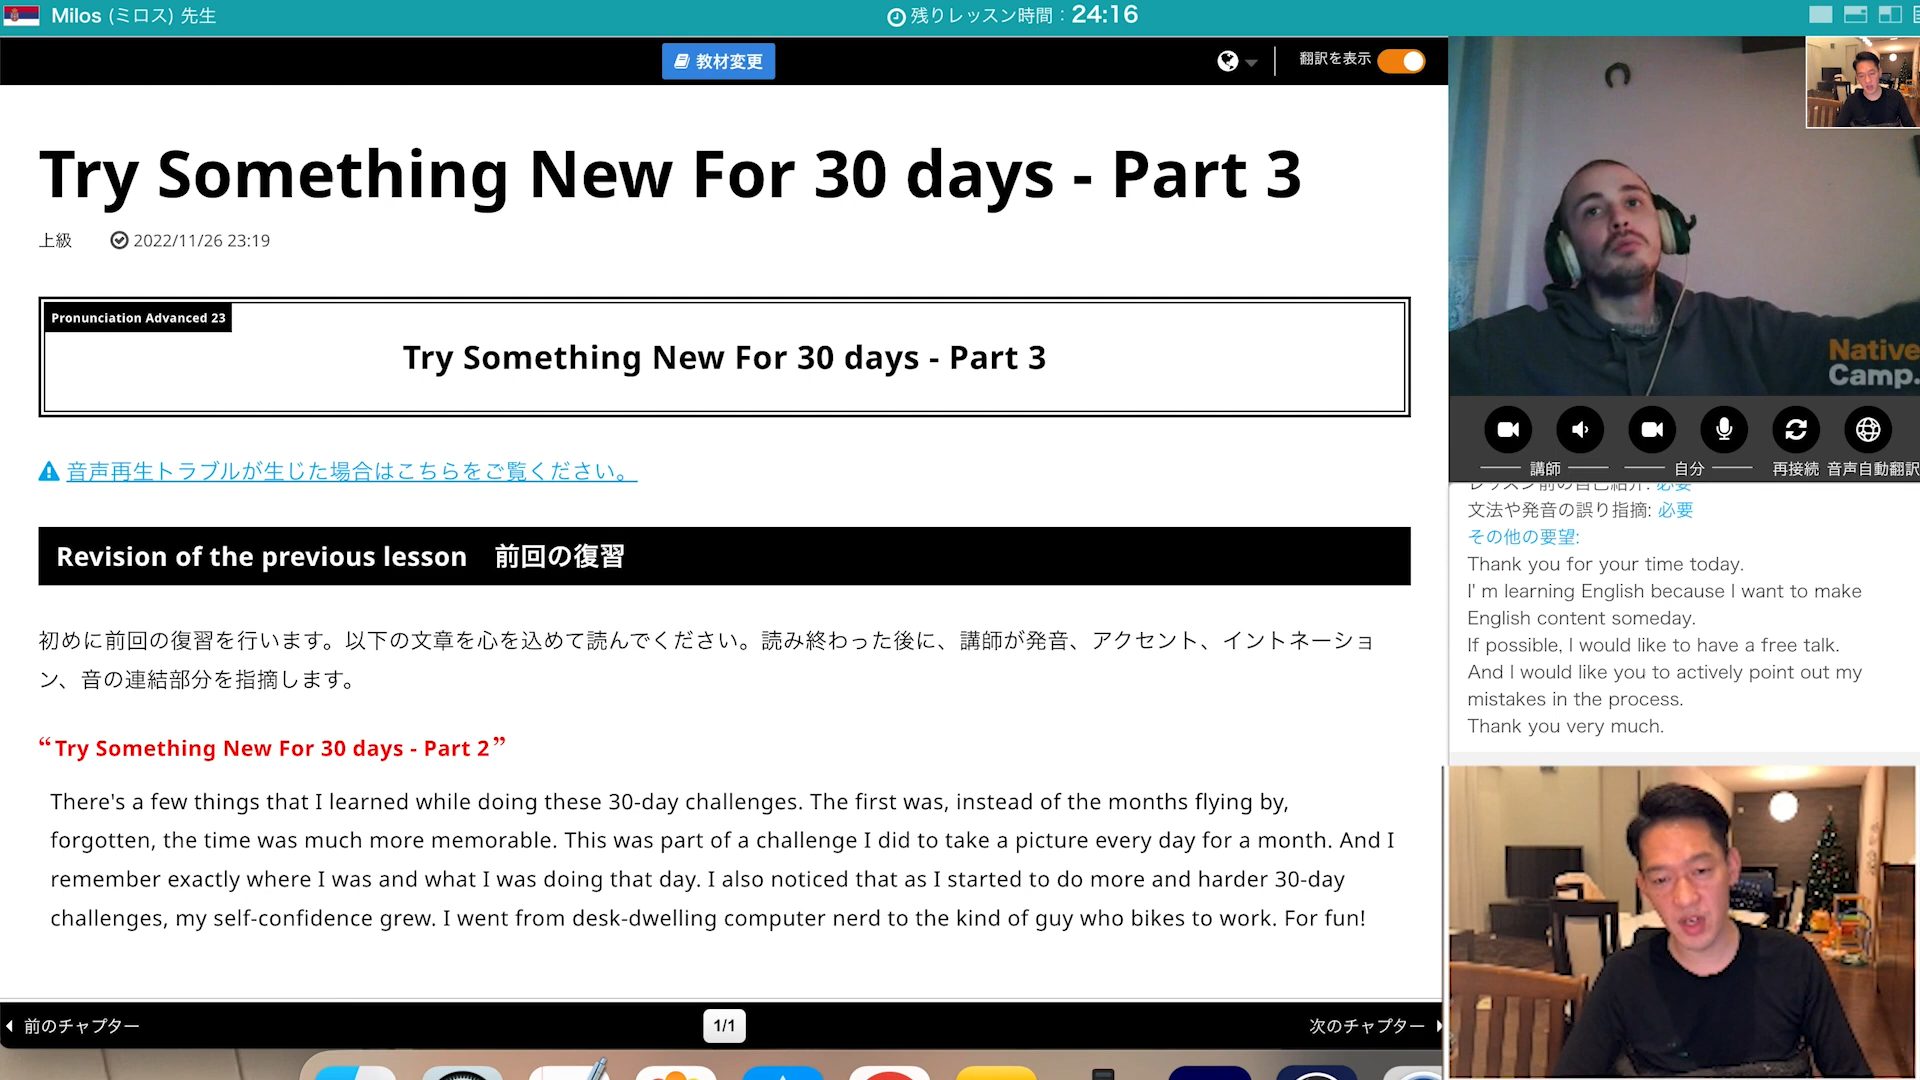 Milos (ミロス) 先生
残りレッスン時間：24:16
教材変更
翻訳を表示
Try Something New For 30 days - Part 3
上級 2022/11/26 23:19
Pronunciation Advanced 23
Try Something New For 30 days - Part 3
音声再生トラブルが生じた場合はこちらをご覧ください。
Revision of the previous lesson 前回の復習
初めに前回の復習を行います。以下の文章を心を込めて読んでください。読み終わった後に、講師が発音、アクセント、イントネーショ
ン、音の連結部分を指摘します。
“Try Something New For 30 days - Part 2”
There's a few things that I learned while doing these 30-day challenges. The first was, instead of the months flying by,
forgotten, the time was much more memorable. This was part of a challenge I did to take a picture every day for a month. And I
remember exactly where I was and what I was doing that day. I also noticed that as I started to do more and harder 30-day
challenges, my self-confidence grew. I went from desk-dwelling computer nerd to the kind of guy who bikes to work. For fun!
前のチャプター
1/1
次のチャプター
Native
Camp.
講師
自分
再接続
音声自動翻訳
レッスン前の自己紹介: 必要
文法や発音の誤り指摘: 必要
その他の要望:
Thank you for your time today.
I' m learning English because I want to make
English content someday.
If possible, I would like to have a free talk.
And I would like you to actively point out my
mistakes in the process.
Thank you very much.